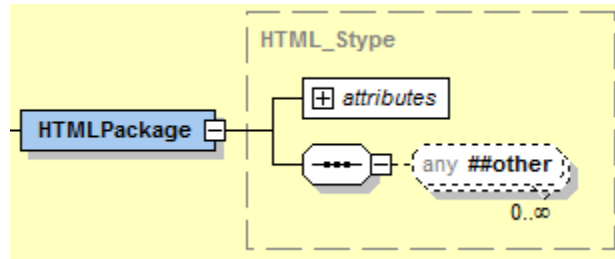 HTML_Stype
attributes
HTMLPackage
any ##other
0..∞